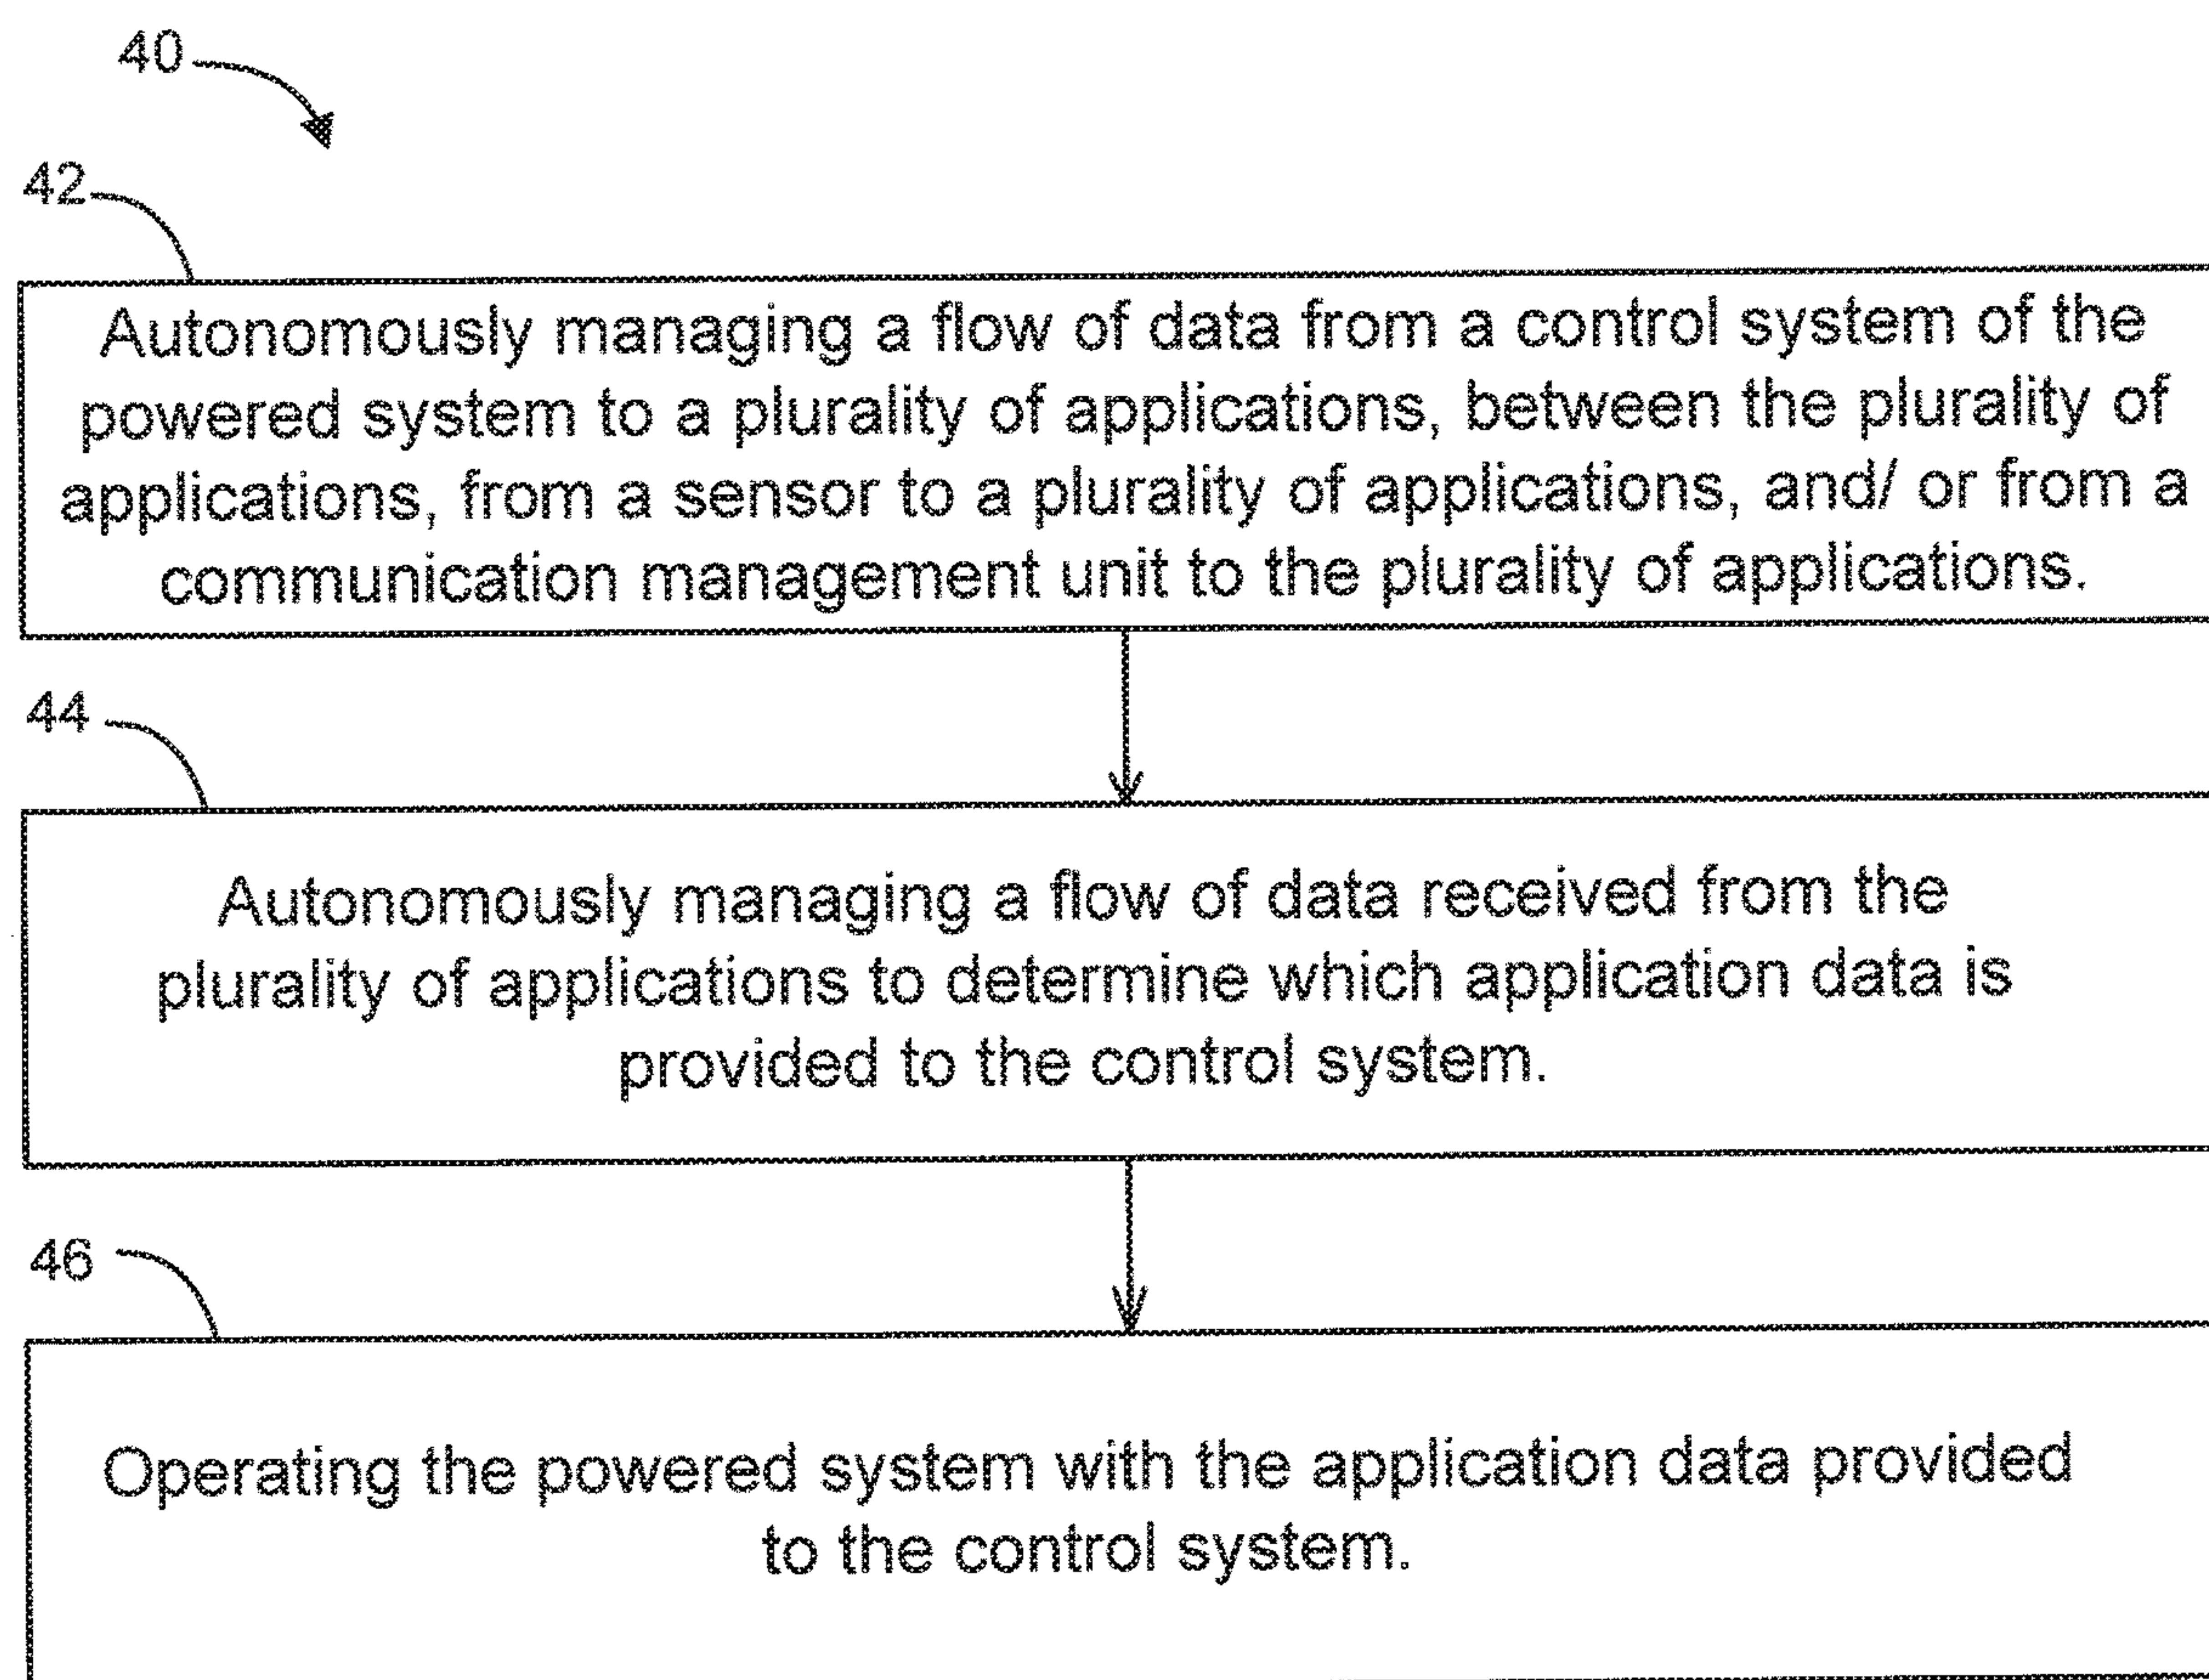 40
42
Autonomously managing a flow of data from a control system of the
powered system to a plurality of applications, between the plurality of
applications, from a sensor to a plurality of applications, and/ or from a
communication management unit to the plurality of applications.
44
Autonomously managing a flow of data received from the
plurality of applications to determine which application data is
provided to the control system.
46
Operating the powered system with the application data provided
to the control system.